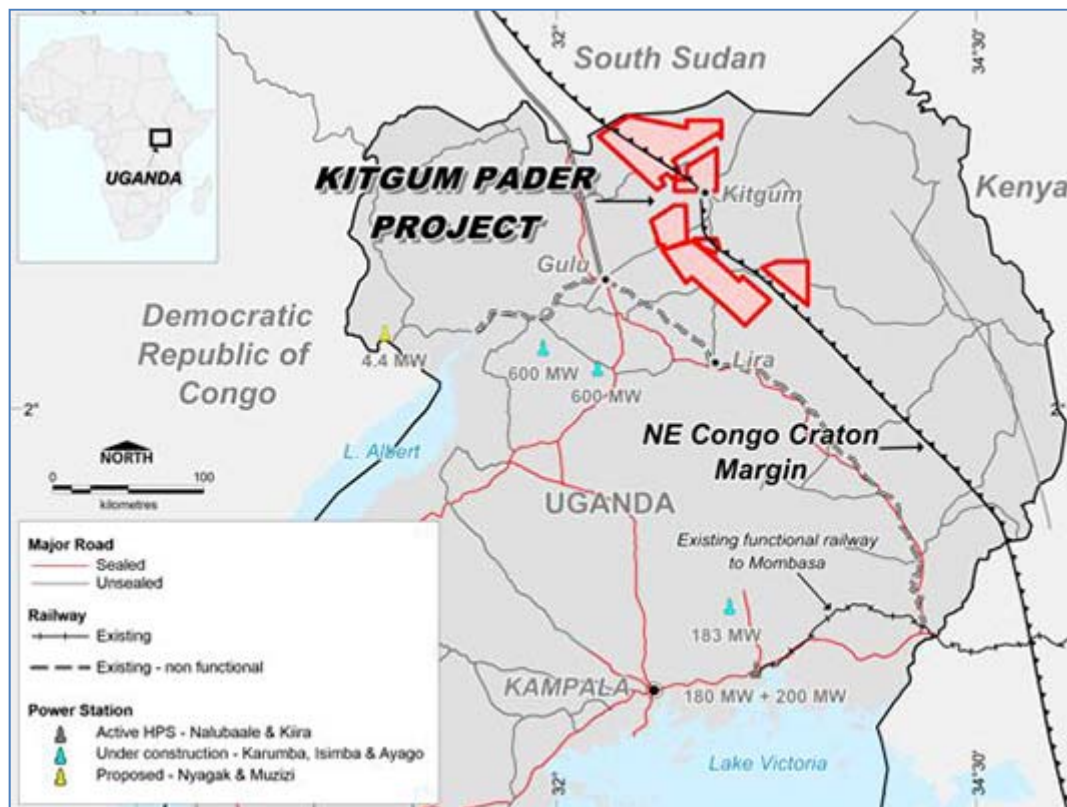 UGANDA
32°
South Sudan
34°30'
KITGUM PADER
PROJECT
Kitgum
Kenya
Gulu
Democratic
Republic of
Congo
4.4 MW
600 MW
600 MW
Lira
2°
NE Congo Craton
Margin
NORTH
0
100
kilometres
L. Albert
UGANDA
Existing functional railway
to Mombasa
183 MW
KAMPALA
180 MW + 200 MW
Lake Victoria
Major Road
Sealed
Unsealed
Railway
Existing
Existing - non functional
Power Station
Active HPS - Nalubaale & Kiira
Under construction - Karumba, Isimba & Ayago
Proposed - Nyagak & Muzizi
32°
34°30'